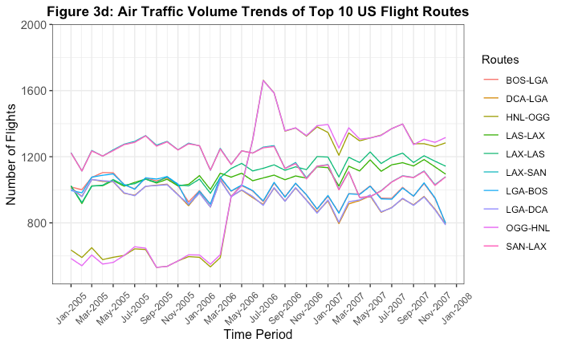 Figure 3d: Air Traffic Volume Trends of Top 10 US Flight Routes
2000
1600
1200
800
Number of Flights
Jan-2005
Mar-2005
May-2005
Jul-2005
Sep-2005
Nov-2005
Jan-2006
Mar-2006
May-2006
Jul-2006
Sep-2006
Nov-2006
Jan-2007
Mar-2007
May-2007
Jul-2007
Sep-2007
Nov-2007
Jan-2008
Time Period
Routes
BOS-LGA
DCA-LGA
HNL-OGG
LAS-LAX
LAX-LAS
LAX-SAN
LGA-BOS
LGA-DCA
OGG-HNL
SAN-LAX